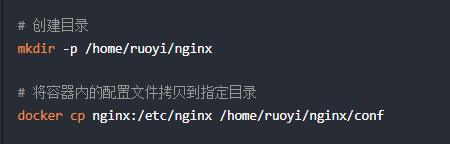 # 创建目录
mkdir -p /home/ruoyi/nginx
# 将容器内的配置文件拷贝到指定目录
docker cp nginx:/etc/nginx /home/ruoyi/nginx/conf